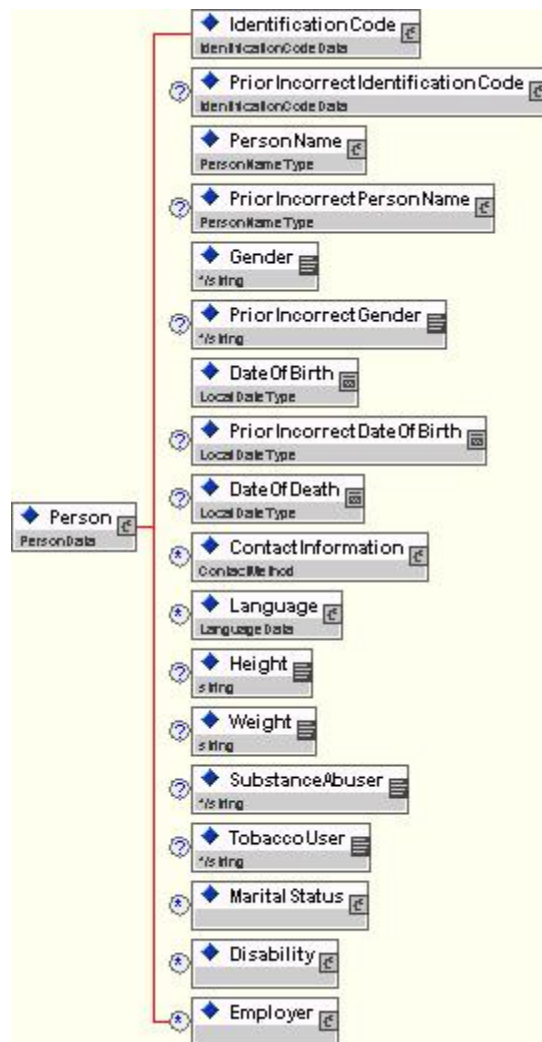 IdentificationCode
IdentificationCodeData
PriorIncorrectIdentificationCode
IdentificationCodeData
PersonName
PersonNameType
PriorIncorrectPersonName
PersonNameType
Gender
*/string
PriorIncorrectGender
*/string
DateOfBirth
LocalDateType
PriorIncorrectDateOfBirth
LocalDateType
DateOfDeath
LocalDateType
Person
PersonData
ContactInformation
ContactMethod
Language
LanguageData
Height
string
Weight
string
SubstanceAbuser
*/string
TobaccoUser
*/string
MaritalStatus
Disability
Employer